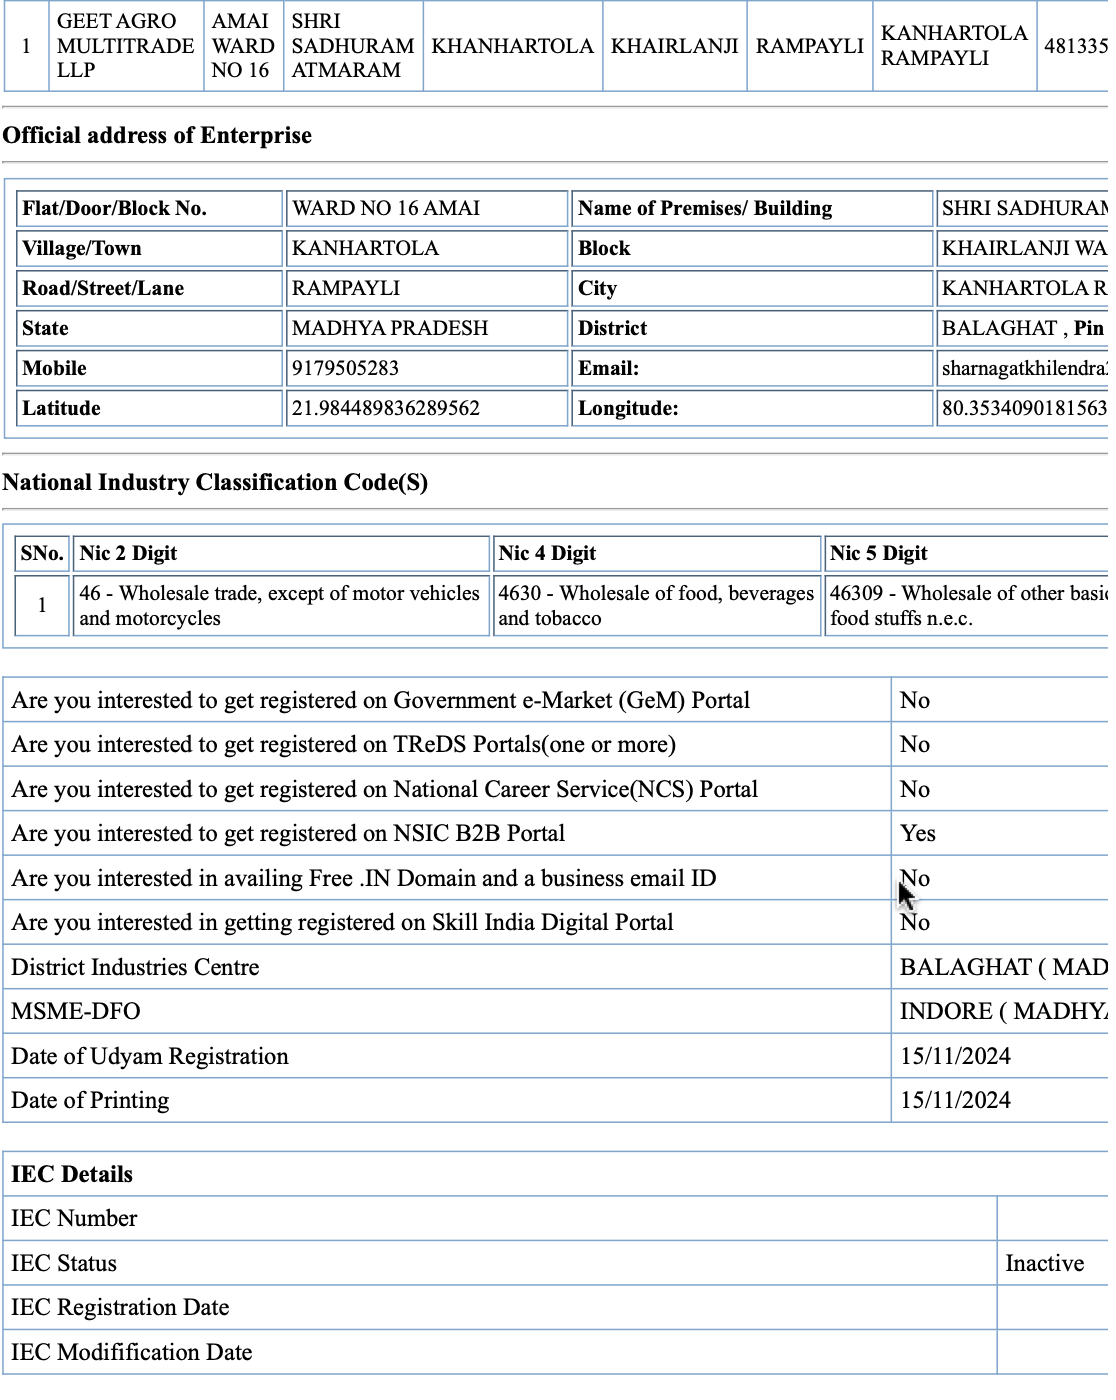 1 GEET AGRO MULTITRADE LLP AMAI WARD NO 16 SHRI SADHURAM ATMARAM KHANHARTOLA KHAIRLANJI RAMPAYLI KANHARTOLA RAMPAYLI 481335
Official address of Enterprise
Flat/Door/Block No. WARD NO 16 AMAI Name of Premises/ Building SHRI SADHURAM
Village/Town KANHARTOLA Block KHAIRLANJI WA
Road/Street/Lane RAMPAYLI City KANHARTOLA R
State MADHYA PRADESH District BALAGHAT , Pin
Mobile 9179505283 Email: sharnagatkhilendra
Latitude 21.984489836289562 Longitude: 80.3534090181563
National Industry Classification Code(S)
SNo. Nic 2 Digit Nic 4 Digit Nic 5 Digit
1 46 - Wholesale trade, except of motor vehicles and motorcycles 4630 - Wholesale of food, beverages and tobacco 46309 - Wholesale of other basic food stuffs n.e.c.
Are you interested to get registered on Government e-Market (GeM) Portal No
Are you interested to get registered on TReDS Portals(one or more) No
Are you interested to get registered on National Career Service(NCS) Portal No
Are you interested to get registered on NSIC B2B Portal Yes
Are you interested in availing Free .IN Domain and a business email ID No
Are you interested in getting registered on Skill India Digital Portal No
District Industries Centre BALAGHAT ( MAD
MSME-DFO INDORE ( MADHYA
Date of Udyam Registration 15/11/2024
Date of Printing 15/11/2024
IEC Details
IEC Number
IEC Status Inactive
IEC Registration Date
IEC Modifification Date